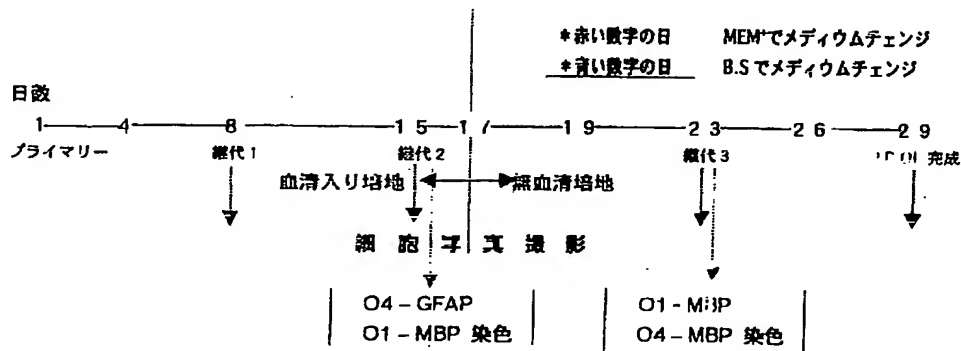 *赤い数字の日 MEM⁺でメディウムチェンジ
*青い数字の日 B.Sでメディウムチェンジ
日数
1 4 8 15 17 19 23 26 29
プライマリー 継代1 継代2 継代3 完成
血清入り培地 無血清培地
細胞写真撮影
O4-GFAP O1-MBP
O1-MBP 染色 O4-MBP 染色